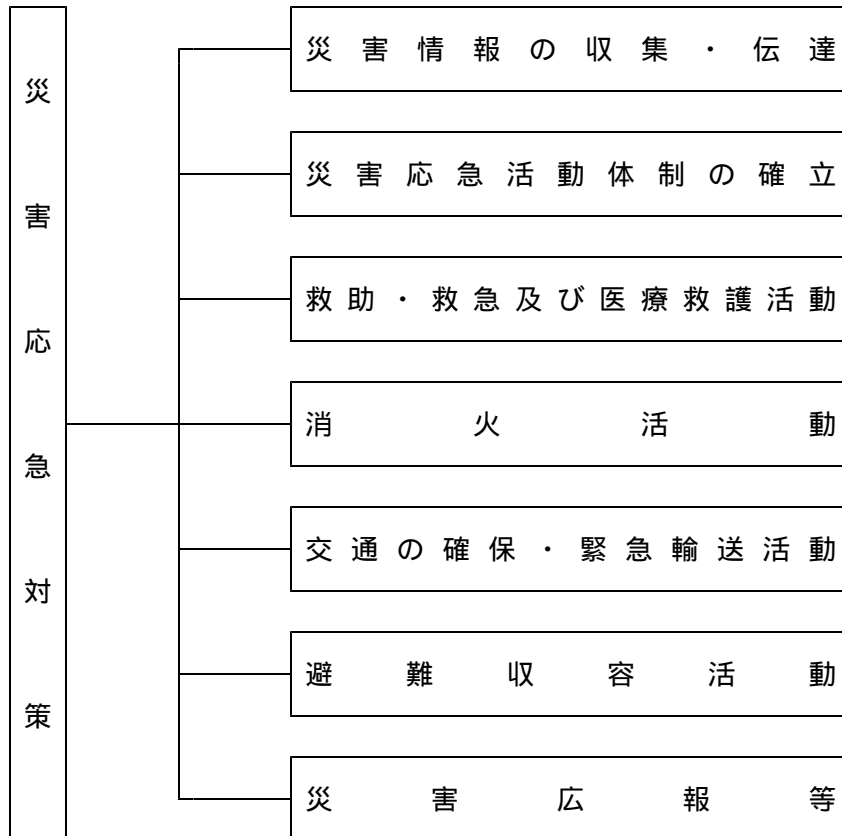 災害応急対策
災害情報の収集・伝達
災害応急活動体制の確立
救助・救急及び医療救護活動
消火活動
交通の確保・緊急輸送活動
避難収容活動
災害広報等